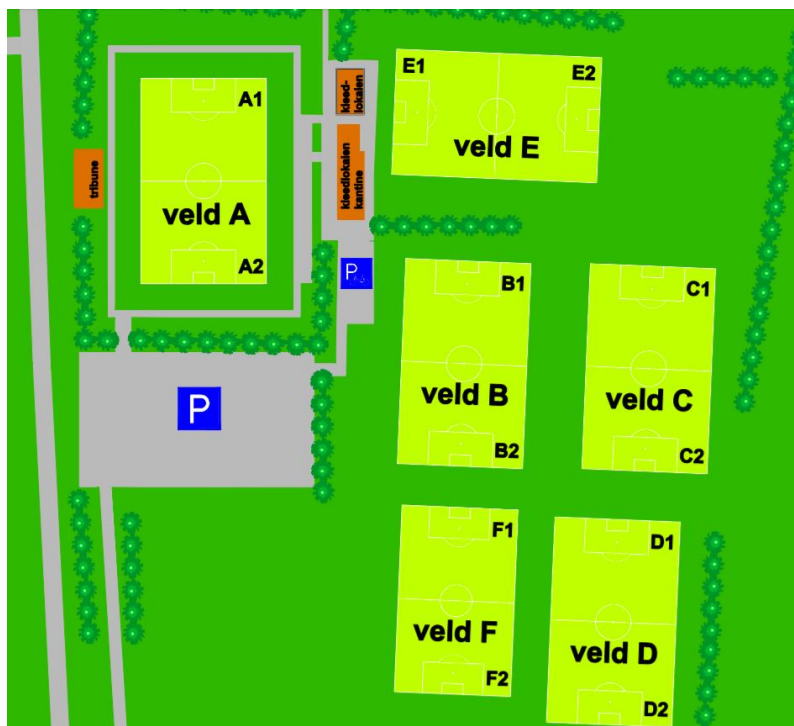 E1
E2
kleed-
lokalen
A1
veld E
tribune
kleedlokalen
kantine
veld A
A2
P
B1
C1
P
veld B
veld C
B2
C2
F1
D1
veld F
veld D
F2
D2